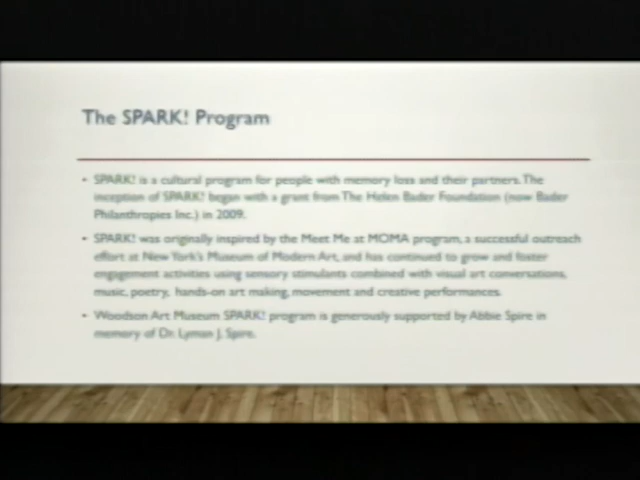 The SPARK! Program
• SPARK! is a cultural program for people with memory loss and their partners. The
inception of SPARK! began with a grant from The Helen Bader Foundation (now Bader
Philanthropies Inc.) in 2009.
• SPARK! was originally inspired by the Meet Me at MOMA program, a successful outreach
effort at New York's Museum of Modern Art, and has continued to grow and foster
engagement activities using sensory stimulants combined with visual art conversations,
music, poetry, hands-on art making, movement and creative performances.
• Woodson Art Museum SPARK! program is generously supported by Abbie Spire in
memory of Dr. Lyman J. Spire.